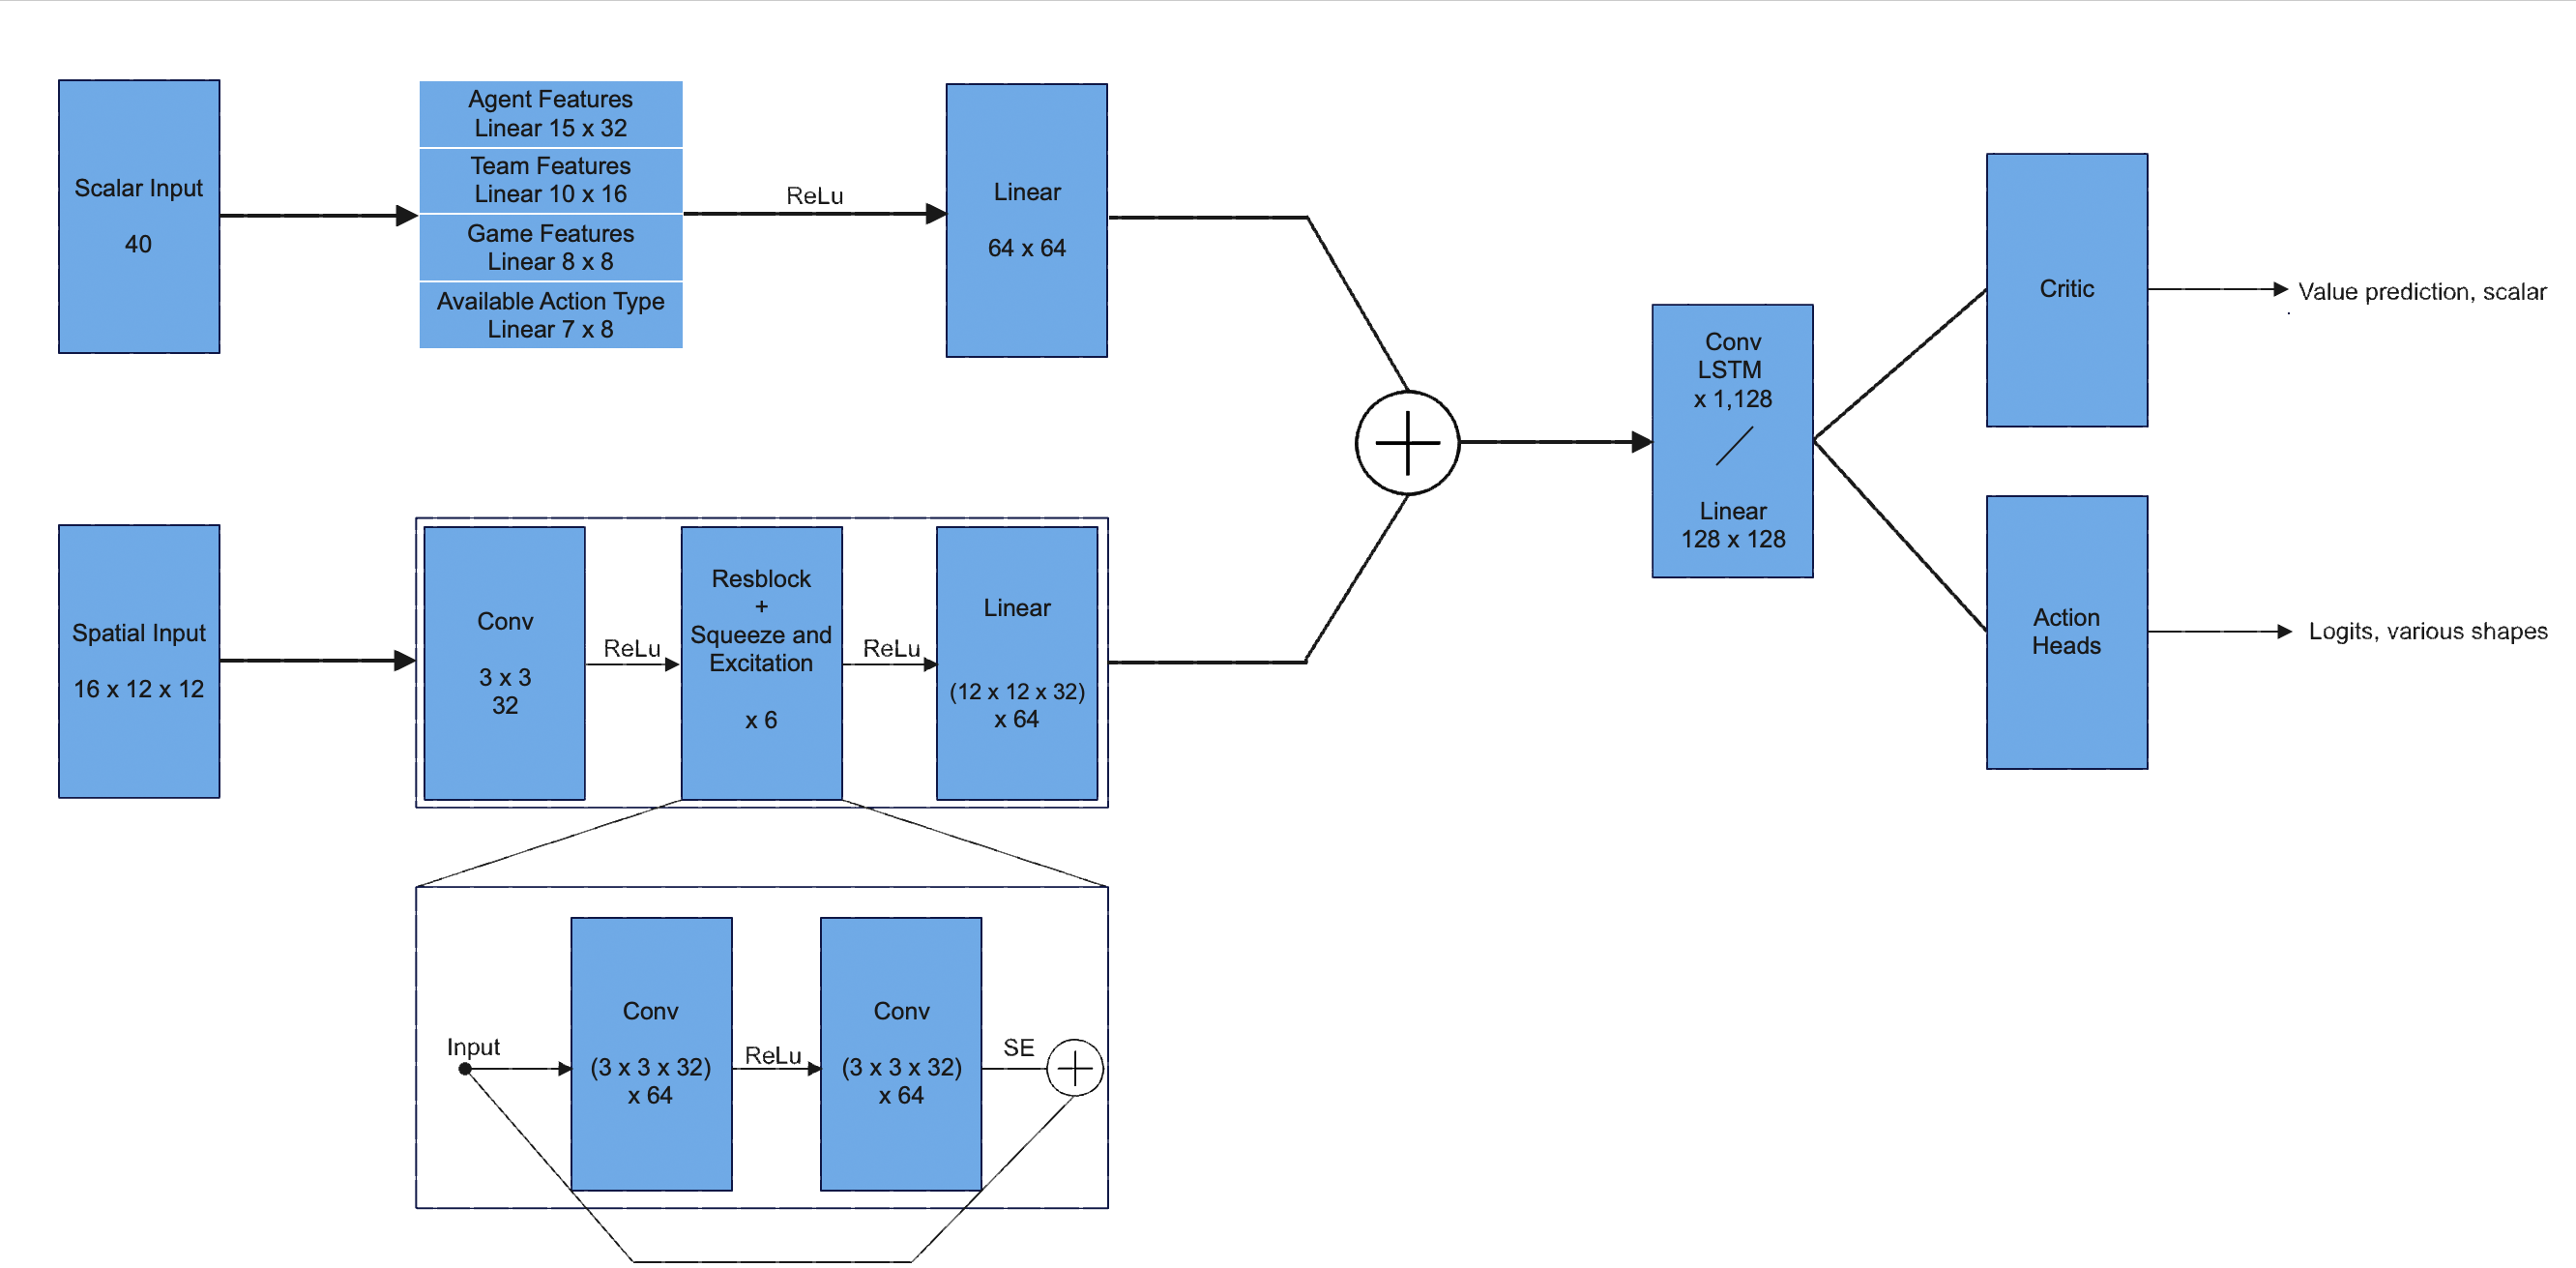 Scalar Input
40
Agent Features
Linear 15 x 32
Team Features
Linear 10 x 16
Game Features
Linear 8 x 8
Available Action Type
Linear 7 x 8
ReLu
Linear
64 x 64
Spatial Input
16 x 12 x 12
Conv
3 x 3
32
ReLu
Resblock
+
Squeeze and
Excitation
x 6
ReLu
Linear
(12 x 12 x 32)
x 64
Input
Conv
(3 x 3 x 32)
x 64
ReLu
Conv
(3 x 3 x 32)
x 64
SE
Conv
LSTM
x 1,128
Linear
128 x 128
Critic
Value prediction, scalar
.
Action
Heads
Logits, various shapes